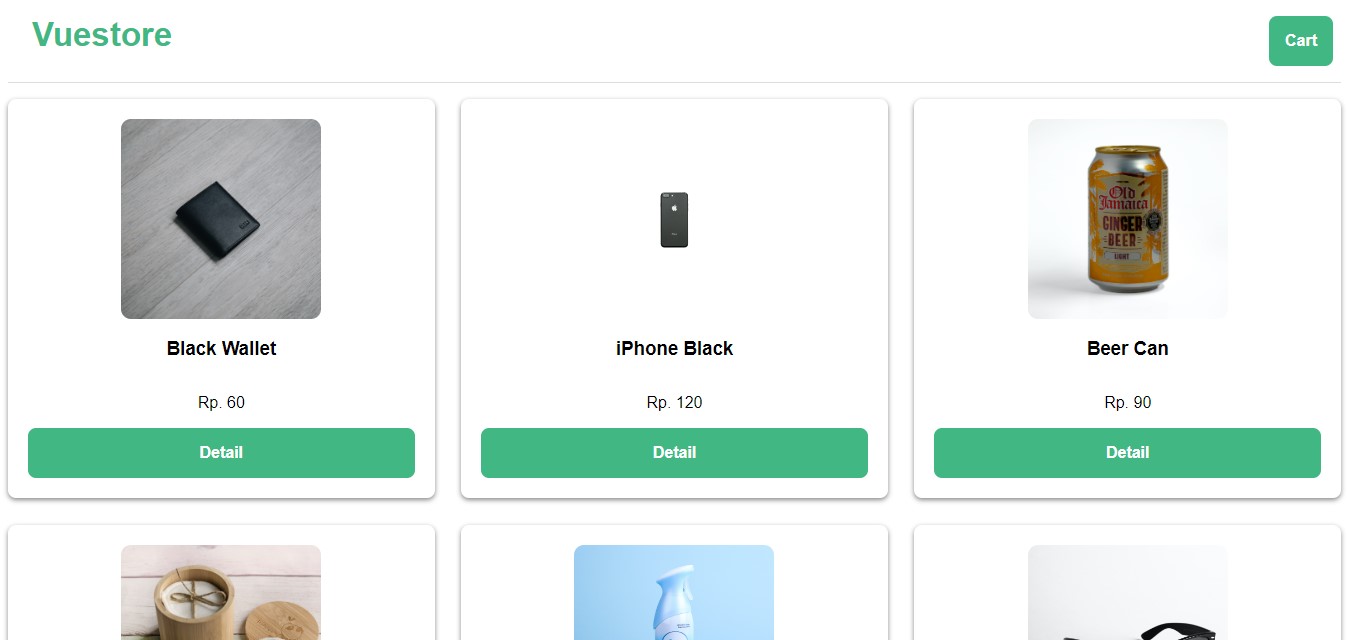 Vuestore
Cart
Old
Jamaica
GINGER
BEER
LIGHT
Black Wallet
iPhone Black
Beer Can
Rp. 60
Rp. 120
Rp. 90
Detail
Detail
Detail